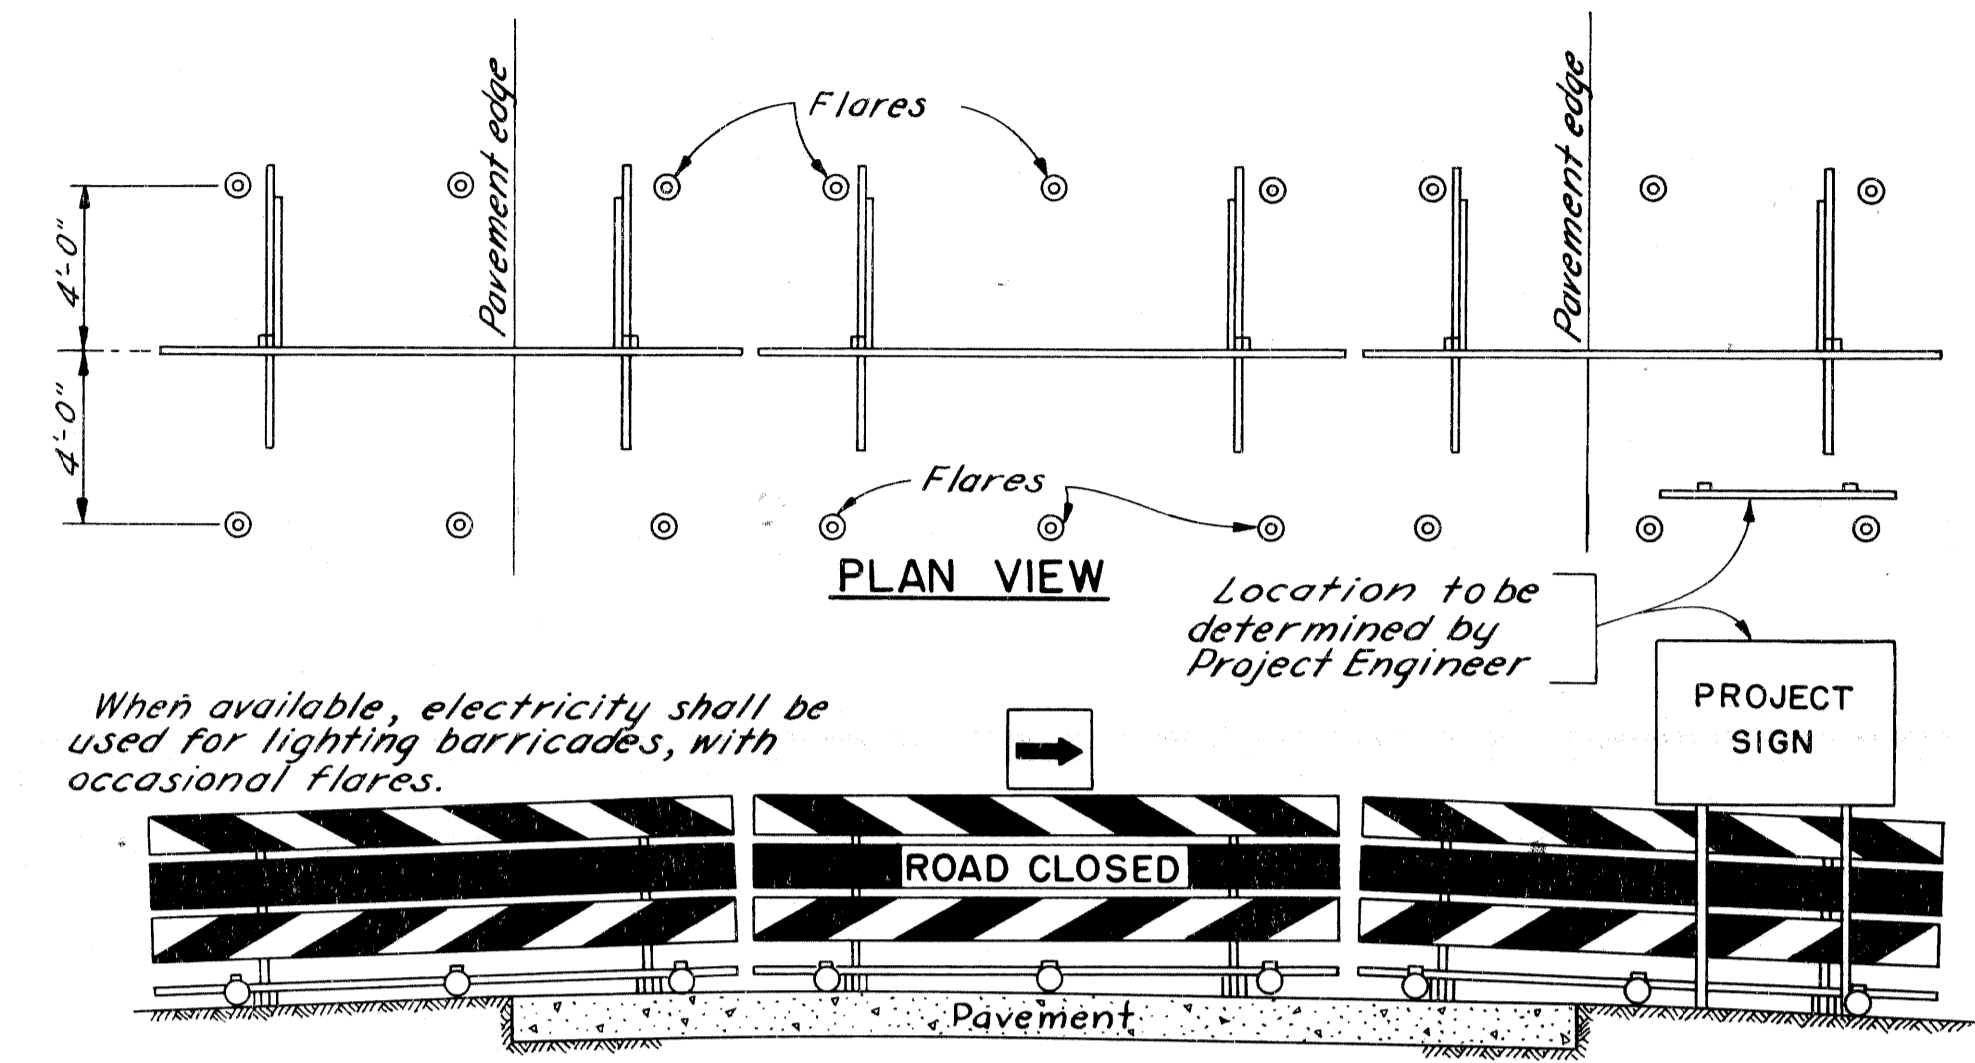 Pavement edge
Flares
Pavement edge
4'-0"
4'-0"
Flares
PLAN VIEW
Location to be
determined by
Project Engineer
When available, electricity shall be
used for lighting barricades, with
occasional flares.
PROJECT
SIGN
ROAD CLOSED
Pavement